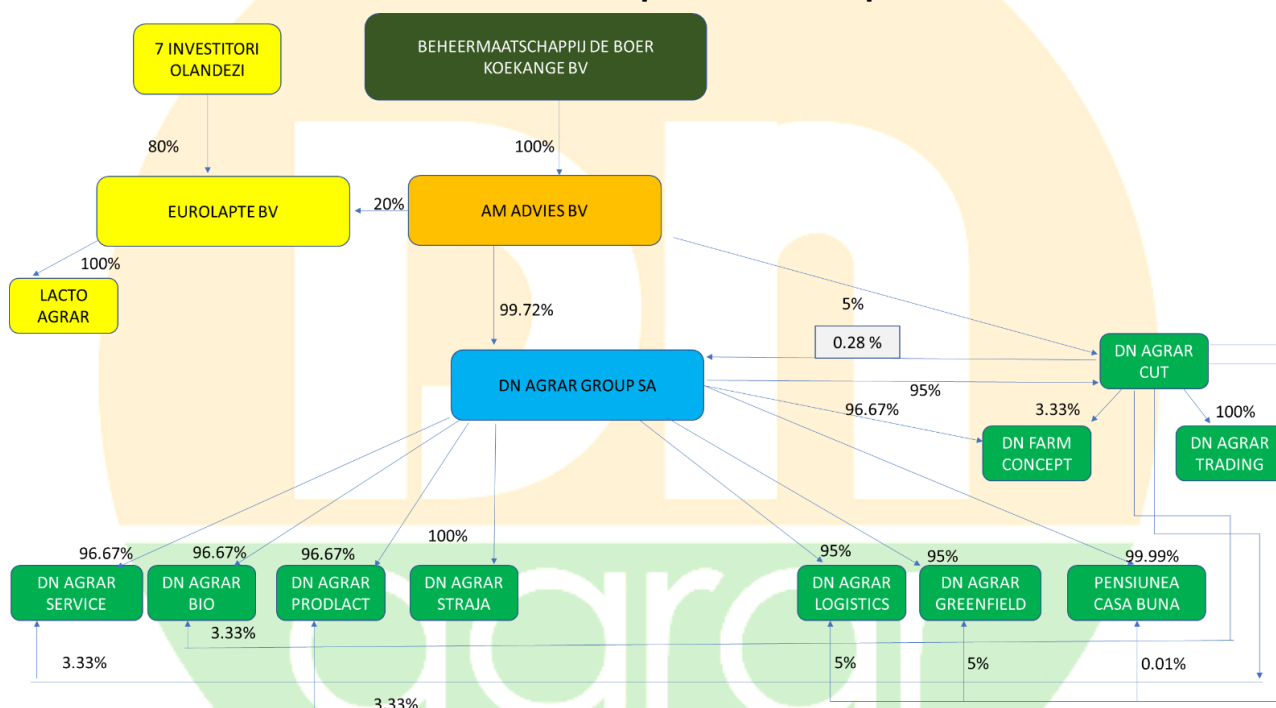 7 INVESTITORI
OLANDEZI
BEHEERMAATSCHAPPIJ DE BOER
KOEKANGE BV
80%
100%
EUROLAPTE BV
20%
AM ADVIES BV
100%
LACTO
AGRAR
99.72%
5%
0.28 %
DN AGRAR
CUT
DN AGRAR GROUP SA
95%
96.67%
3.33%
100%
DN FARM
CONCEPT
DN AGRAR
TRADING
96.67%
96.67%
96.67%
100%
95%
95%
99.99%
DN AGRAR
SERVICE
DN AGRAR
BIO
DN AGRAR
PRODLACT
DN AGRAR
STRAJA
DN AGRAR
LOGISTICS
DN AGRAR
GREENFIELD
PENSIUNEA
CASA BUNA
3.33%
3.33%
5%
5%
0.01%
3.33%
Dn
agrar